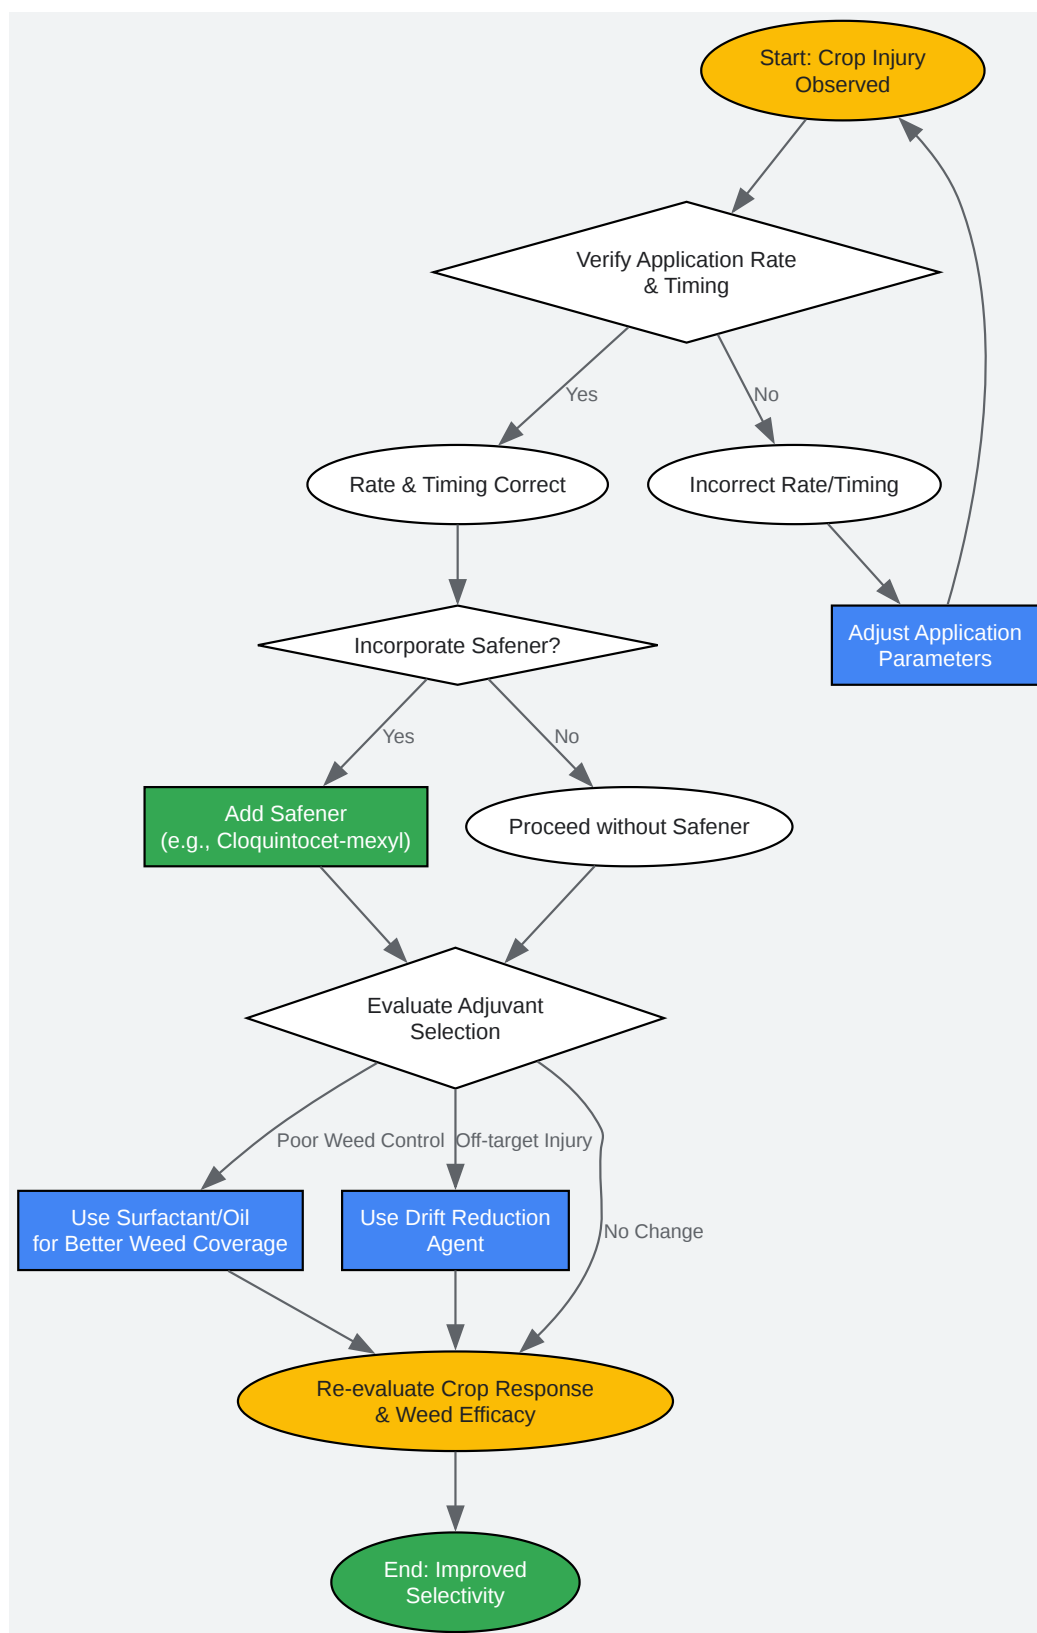 Start: Crop Injury
Observed
Verify Application Rate
& Timing
Yes
No
Rate & Timing Correct
Incorrect Rate/Timing
Adjust Application
Parameters
Incorporate Safener?
Yes
No
Add Safener
(e.g., Cloquintocet-mexyl)
Proceed without Safener
Evaluate Adjuvant
Selection
Poor Weed Control
Off-target Injury
No Change
Use Surfactant/Oil
for Better Weed Coverage
Use Drift Reduction
Agent
Re-evaluate Crop Response
& Weed Efficacy
End: Improved
Selectivity